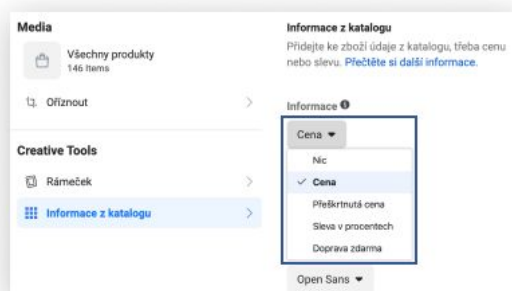 Media
Všechny produkty
146 Items
Oříznout
Creative Tools
Rámeček
Informace z katalogu
Informace z katalogu
Přidejte ke zboží údaje z katalogu, třeba cenu
nebo slevu. Přečtěte si další informace.
Informace
Cena
Nic
Cena
Přeškrtnutá cena
Sleva v procentech
Doprava zdarma
Open Sans